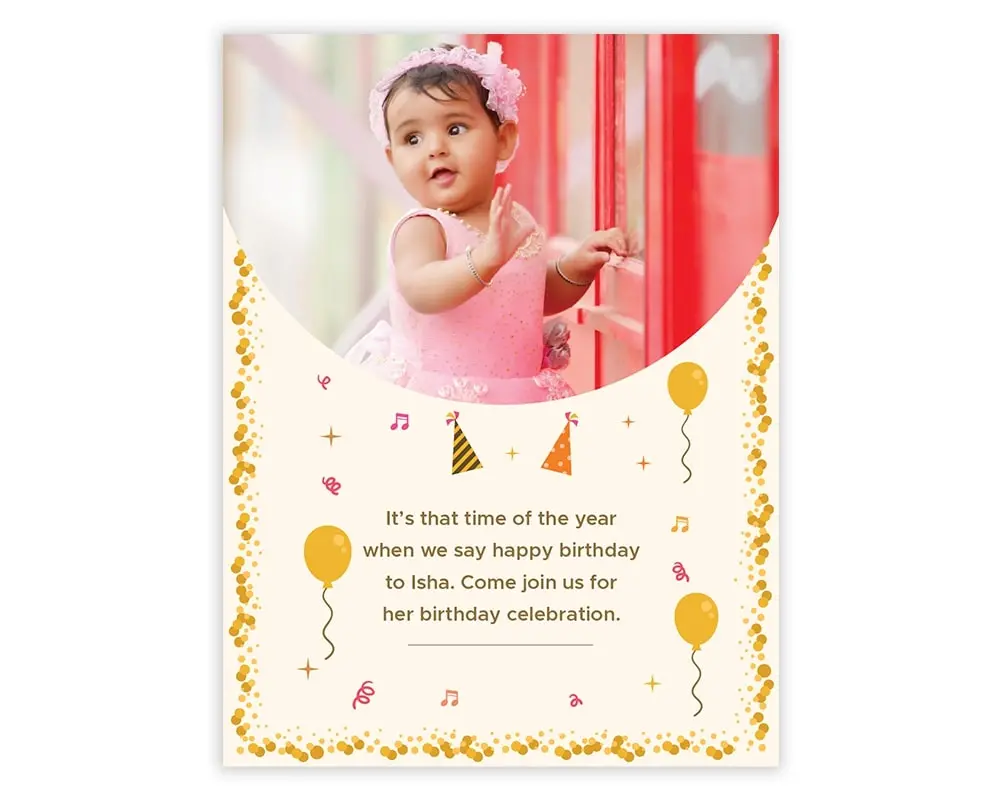 It’s that time of the year
when we say happy birthday
to Isha. Come join us for
her birthday celebration.